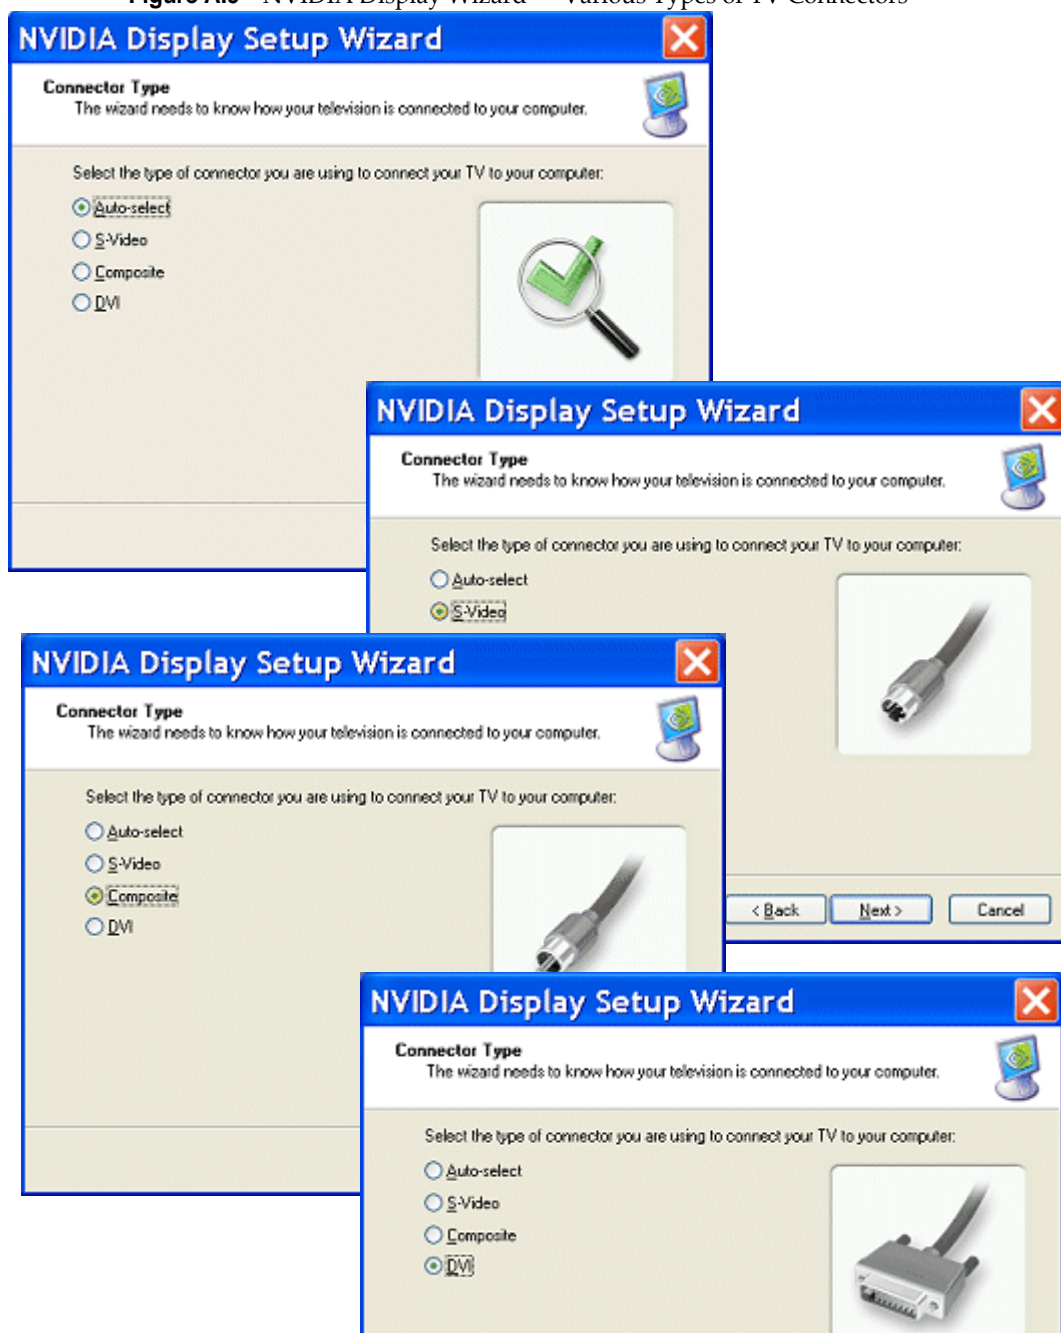 NVIDIA Display Wizard Various Types of TV Connectors
NVIDIA Display Setup Wizard
Connector Type
The wizard needs to know how your television is connected to your computer.
Select the type of connector you are using to connect your TV to your computer:
Auto-select
S-Video
Composite
DVI
NVIDIA Display Setup Wizard
Connector Type
The wizard needs to know how your television is connected to your computer.
Select the type of connector you are using to connect your TV to your computer:
Auto-select
S-Video
< Back Next > Cancel
NVIDIA Display Setup Wizard
Connector Type
The wizard needs to know how your television is connected to your computer.
Select the type of connector you are using to connect your TV to your computer:
Auto-select
S-Video
Composite
DVI
NVIDIA Display Setup Wizard
Connector Type
The wizard needs to know how your television is connected to your computer.
Select the type of connector you are using to connect your TV to your computer:
Auto-select
S-Video
Composite
DVI